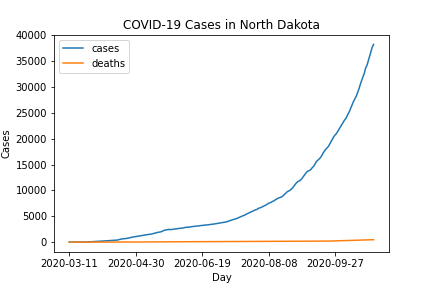 COVID-19 Cases in North Dakota
cases
deaths
40000
35000
30000
25000
20000
15000
10000
5000
0
Cases
2020-03-11 2020-04-30 2020-06-19 2020-08-08 2020-09-27
Day